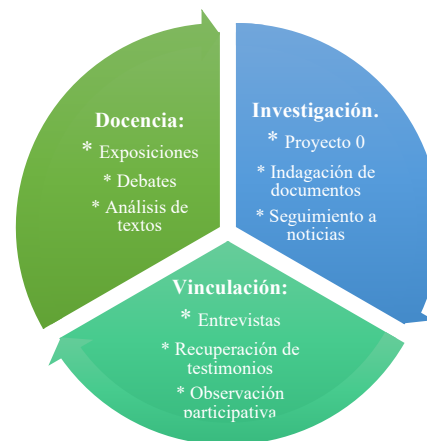 Docencia:
* Exposiciones
* Debates
* Análisis de
textos
Investigación.
* Proyecto 0
* Indagación de
documentos
* Seguimiento a
noticias
Vinculación:
* Entrevistas
* Recuperación de
testimonios
* Observación
participativa